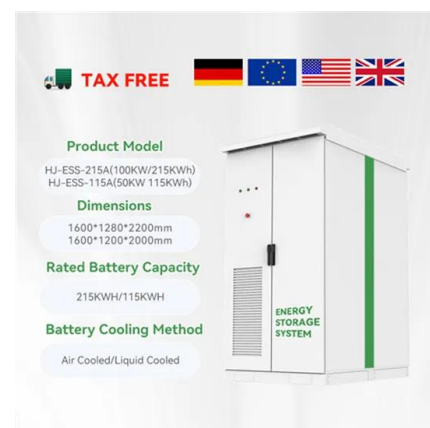 TAX FREE
Product Model
HJ-ESS-215A(100KW/215KWh)
HJ-ESS-115A(50KW 115KWh)
Dimensions
1600*1280*2200mm
1600*1200*2000mm
Rated Battery Capacity
215KWH/115KWH
Battery Cooling Method
Air Cooled/Liquid Cooled
ENERGY
STORAGE
SYSTEM